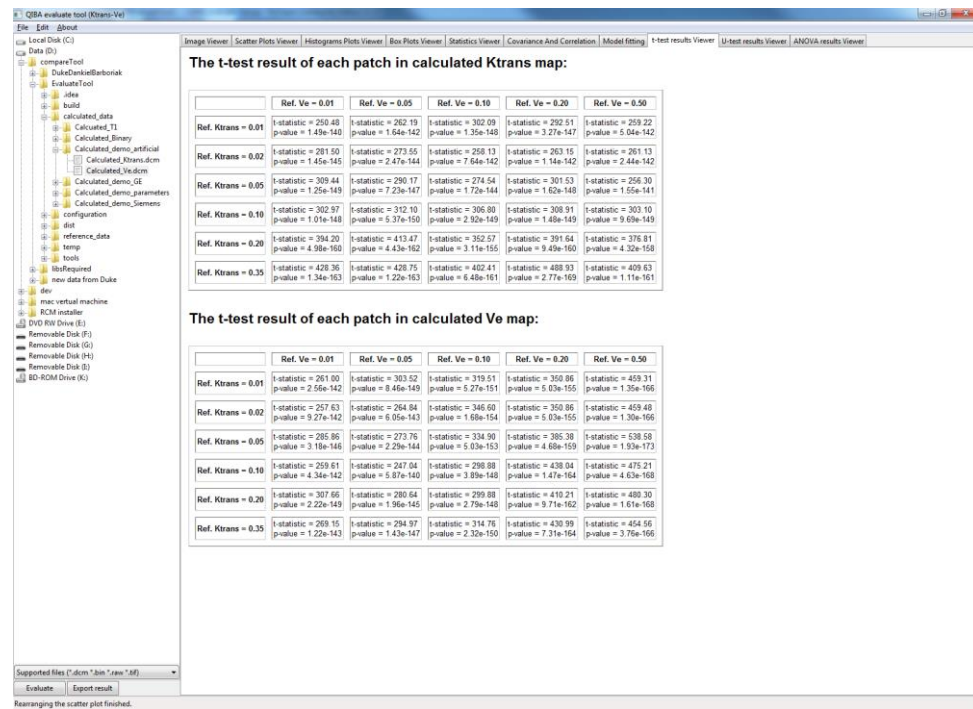 QIBA evaluate tool (Ktrans-Ve)
File Edit About
Local Disk (C:)
Data (D:)
compareTool
DukeDankielBarboriak
EvaluateTool
.idea
build
calculated_data
Calcuated_T1
Calculated_Binary
Calculated_demo_artificial
Calculated_Ktrans.dcm
Calculated_Ve.dcm
Calculated_demo_GE
Calculated_demo_parameters
Calculated_demo_Siemens
configuration
dist
reference_data
temp
tools
libsRequired
new data from Duke
dev
mac vertual machine
RCM installer
DVD RW Drive (E:)
Removable Disk (F:)
Removable Disk (G:)
Removable Disk (H:)
Removable Disk (I:)
BD-ROM Drive (K:)
Supported files (*.dcm *.bin *.raw *.tif)
Evaluate Export result
Rearranging the scatter plot finished.
Image Viewer Scatter Plots Viewer Histograms Plots Viewer Box Plots Viewer Statistics Viewer Covariance And Correlation Model fitting t-test results Viewer U-test results Viewer ANOVA results Viewer
The t-test result of each patch in calculated Ktrans map:
Ref. Ve = 0.01 Ref. Ve = 0.05 Ref. Ve = 0.10 Ref. Ve = 0.20 Ref. Ve = 0.50
Ref. Ktrans = 0.01
t-statistic = 250.48 t-statistic = 262.19 t-statistic = 302.09 t-statistic = 292.51 t-statistic = 259.22
p-value = 1.49e-140 p-value = 1.64e-142 p-value = 1.35e-148 p-value = 3.27e-147 p-value = 5.04e-142
Ref. Ktrans = 0.02
t-statistic = 281.50 t-statistic = 273.55 t-statistic = 258.13 t-statistic = 263.15 t-statistic = 261.13
p-value = 1.45e-145 p-value = 2.47e-144 p-value = 7.64e-142 p-value = 1.14e-142 p-value = 2.44e-142
Ref. Ktrans = 0.05
t-statistic = 309.44 t-statistic = 290.17 t-statistic = 274.54 t-statistic = 301.53 t-statistic = 256.30
p-value = 1.25e-149 p-value = 7.23e-147 p-value = 1.72e-144 p-value = 1.62e-148 p-value = 1.55e-141
Ref. Ktrans = 0.10
t-statistic = 302.97 t-statistic = 312.10 t-statistic = 306.80 t-statistic = 308.91 t-statistic = 303.10
p-value = 1.01e-148 p-value = 5.37e-150 p-value = 2.92e-149 p-value = 1.48e-149 p-value = 9.69e-149
Ref. Ktrans = 0.20
t-statistic = 394.20 t-statistic = 413.47 t-statistic = 352.57 t-statistic = 391.64 t-statistic = 376.81
p-value = 4.98e-160 p-value = 4.43e-162 p-value = 3.11e-155 p-value = 9.49e-160 p-value = 4.32e-158
Ref. Ktrans = 0.35
t-statistic = 428.36 t-statistic = 428.75 t-statistic = 402.41 t-statistic = 488.93 t-statistic = 409.63
p-value = 1.34e-163 p-value = 1.22e-163 p-value = 6.48e-161 p-value = 2.77e-169 p-value = 1.11e-161
The t-test result of each patch in calculated Ve map:
Ref. Ve = 0.01 Ref. Ve = 0.05 Ref. Ve = 0.10 Ref. Ve = 0.20 Ref. Ve = 0.50
Ref. Ktrans = 0.01
t-statistic = 261.00 t-statistic = 303.52 t-statistic = 319.51 t-statistic = 350.86 t-statistic = 459.31
p-value = 2.56e-142 p-value = 8.46e-149 p-value = 5.27e-151 p-value = 5.03e-155 p-value = 1.35e-166
Ref. Ktrans = 0.02
t-statistic = 257.63 t-statistic = 264.84 t-statistic = 346.60 t-statistic = 350.86 t-statistic = 459.48
p-value = 9.27e-142 p-value = 6.05e-143 p-value = 1.68e-154 p-value = 5.03e-155 p-value = 1.30e-166
Ref. Ktrans = 0.05
t-statistic = 285.86 t-statistic = 273.76 t-statistic = 334.90 t-statistic = 385.38 t-statistic = 538.58
p-value = 3.18e-146 p-value = 2.29e-144 p-value = 5.03e-153 p-value = 4.68e-159 p-value = 1.93e-173
Ref. Ktrans = 0.10
t-statistic = 259.61 t-statistic = 247.04 t-statistic = 298.88 t-statistic = 438.04 t-statistic = 475.21
p-value = 4.34e-142 p-value = 5.87e-140 p-value = 3.89e-148 p-value = 1.47e-164 p-value = 4.63e-168
Ref. Ktrans = 0.20
t-statistic = 307.66 t-statistic = 280.64 t-statistic = 299.88 t-statistic = 410.21 t-statistic = 480.30
p-value = 2.22e-149 p-value = 1.96e-145 p-value = 2.79e-148 p-value = 9.71e-162 p-value = 1.61e-168
Ref. Ktrans = 0.35
t-statistic = 269.15 t-statistic = 294.97 t-statistic = 314.76 t-statistic = 430.99 t-statistic = 454.56
p-value = 1.22e-143 p-value = 1.43e-147 p-value = 2.32e-150 p-value = 7.31e-164 p-value = 3.76e-166